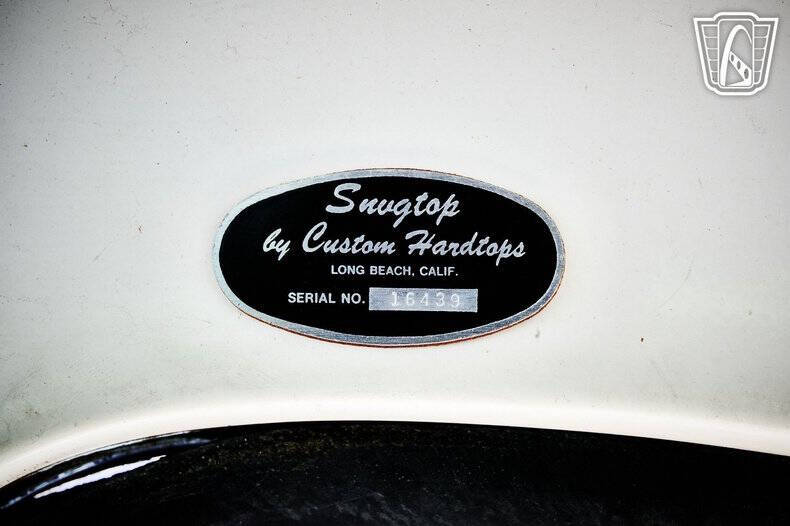 Snugtop
by Custom Hardtops
LONG BEACH, CALIF.
SERIAL NO. 16439